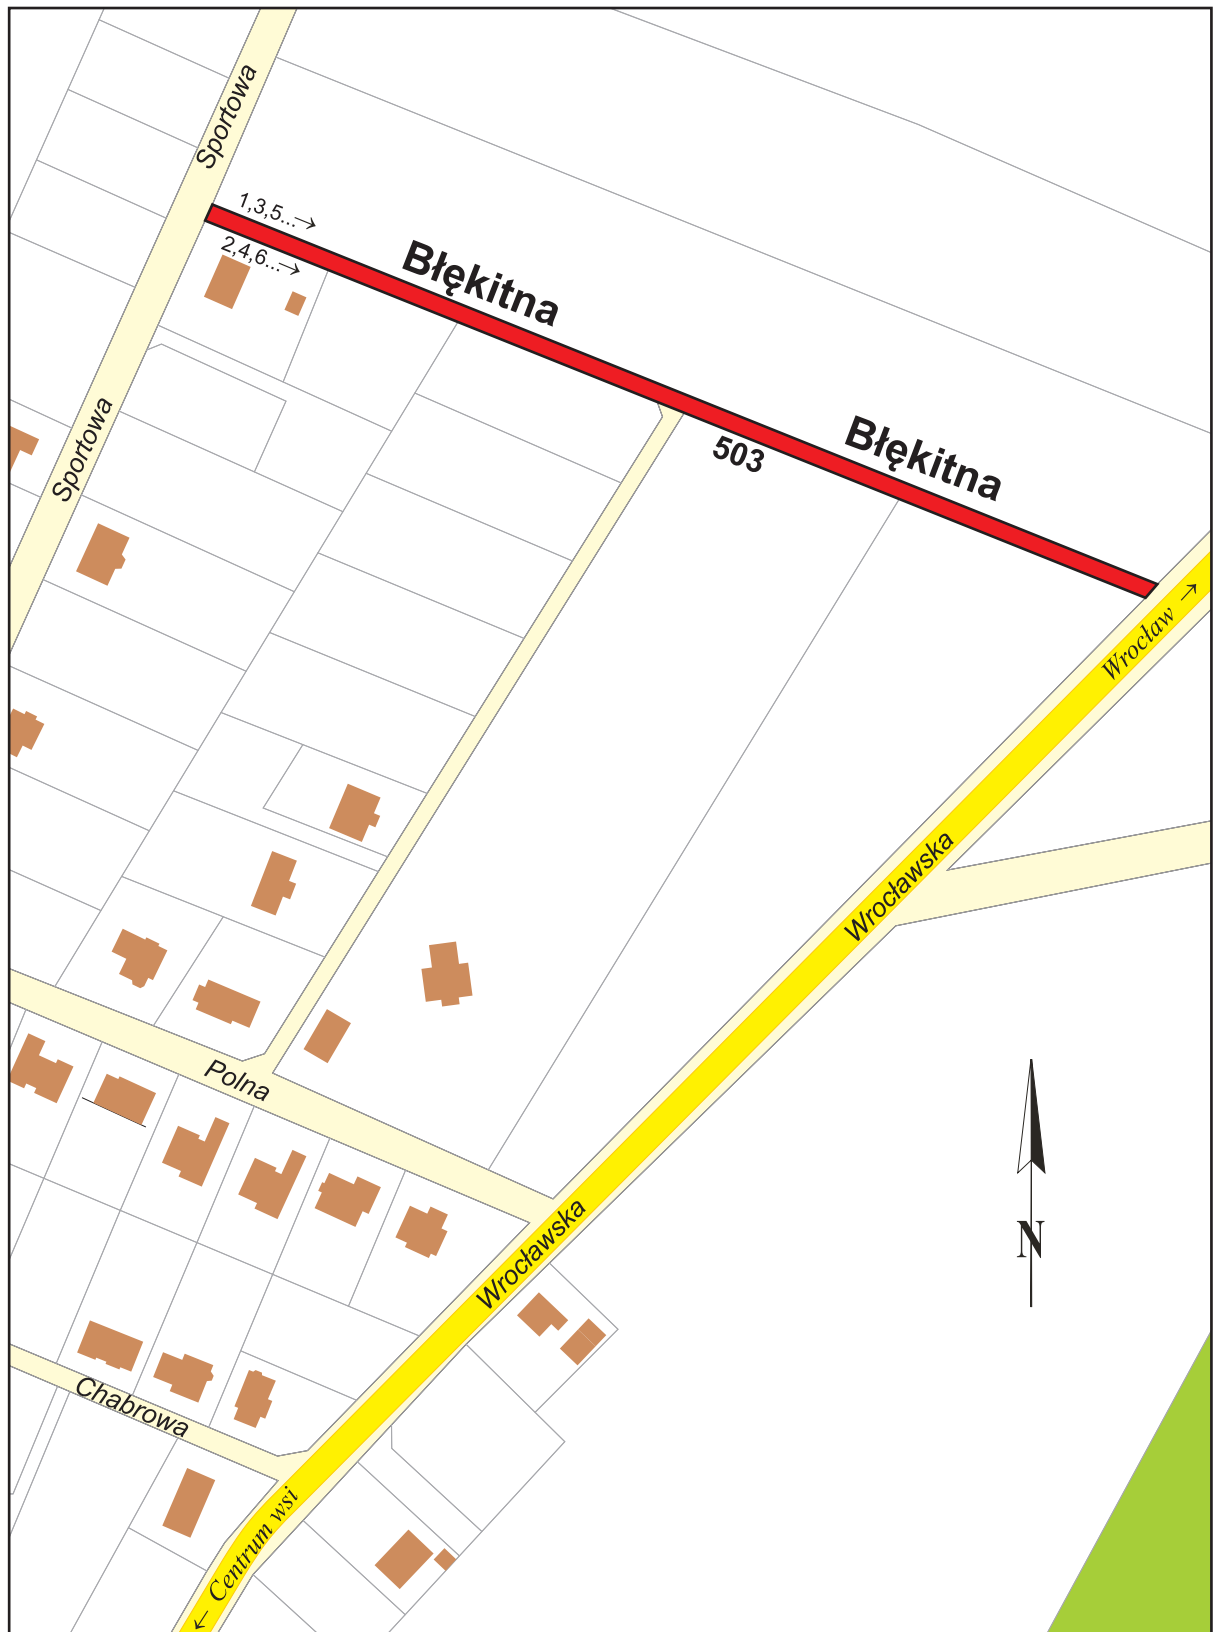 Sportowa
1,3,5...→
2,4,6...→
Błękitna
Sportowa
Błękitna
503
Wrocław →
Wrocławska
Polna
N
Wrocławska
Chabrowa
← Centrum wsi